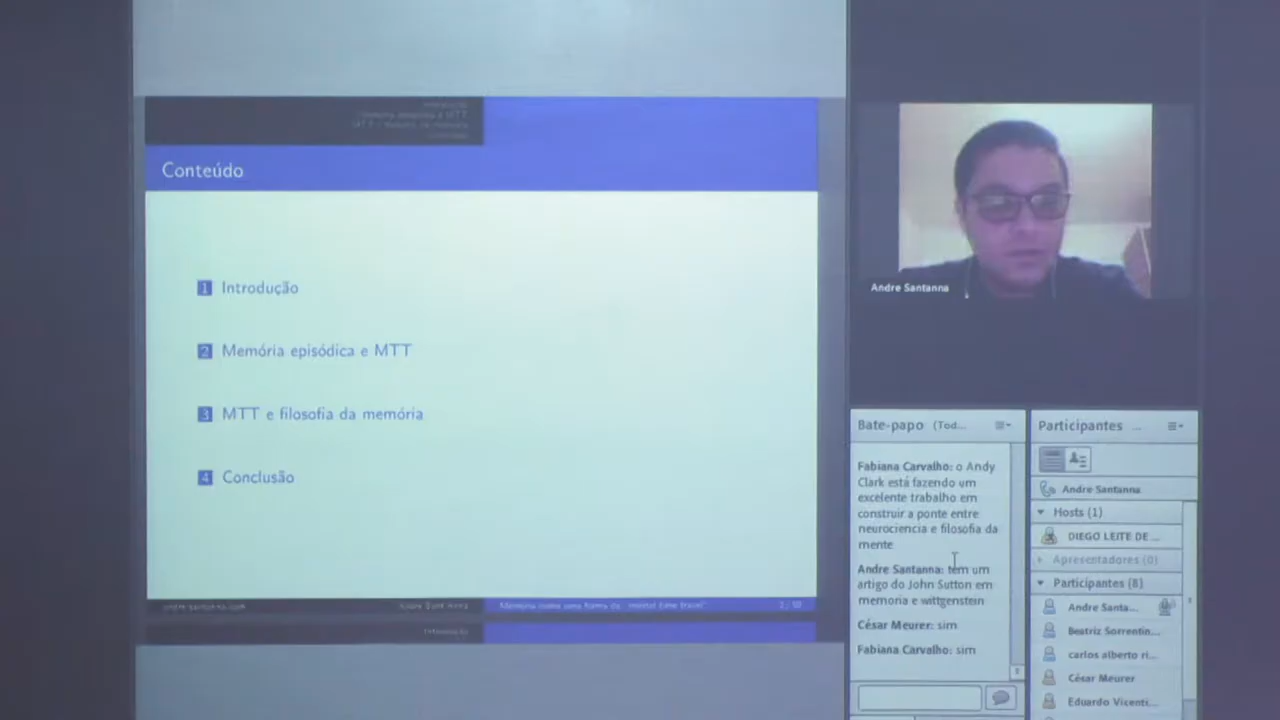 Conteúdo
1 Introdução
2 Memória episódica e MTT
3 MTT e filosofia da memória
4 Conclusão
Andre Santanna
Bate-papo (Tod...
Fabiana Carvalho: o Andy
Clark está fazendo um
excelente trabalho em
construir a ponte entre
neurociencia e filosofia da
mente
Andre Santanna: tem um
artigo do John Sutton em
memoria e wittgenstein
César Meurer: sim
Fabiana Carvalho: sim
Participantes ...
Andre Santanna
Hosts (1)
DIEGO LEITE DE ...
Apresentadores (0)
Participantes (8)
Andre Santa...
Beatriz Sorrentin...
carlos alberto ri...
César Meurer
Eduardo Vicenti...